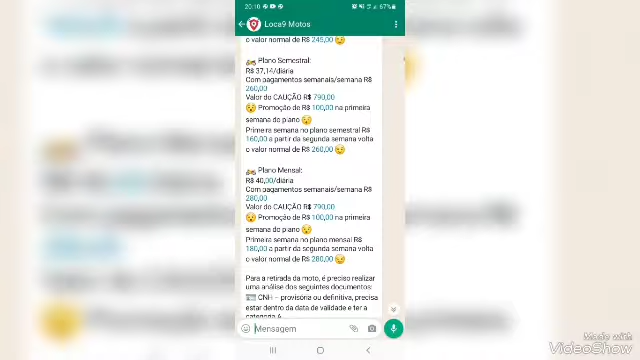 20:10
67%
Loca9 Motos
o valor normal de R$ 245,00
Plano Semestral:
R$ 37,14/diária
Com pagamentos semanais/semana R$
260,00
Valor do CAUÇÃO R$ 790,00
Promoção de R$ 100,00 na primeira
semana do plano
Primeira semana no plano semestral R$
160,00 a partir da segunda semana volta
o valor normal de R$ 260,00
Plano Mensal:
R$ 40,00/diária
Com pagamentos semanais/semana R$
280,00
Valor do CAUÇÃO R$ 790,00
Promoção de R$ 100,00 na primeira
semana do plano
Primeira semana no plano mensal R$
180,00 a partir da segunda semana volta
o valor normal de R$ 280,00
Para a retirada da moto, é preciso realizar
uma análise dos seguintes documentos:
CNH – provisória ou definitiva, precisa
estar dentro da data de validade e ter a
categoria A
Mensagem
Made with
VideoShow